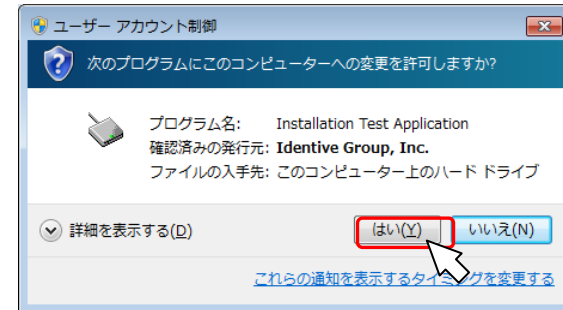 ユーザー アカウント制御
次のプログラムにこのコンピューターへの変更を許可しますか?
プログラム名: Installation Test Application
確認済みの発行元: Identive Group, Inc.
ファイルの入手先: このコンピューター上のハード ドライブ
詳細を表示する(D) はい(Y) いいえ(N)
これらの通知を表示するタイミングを変更する